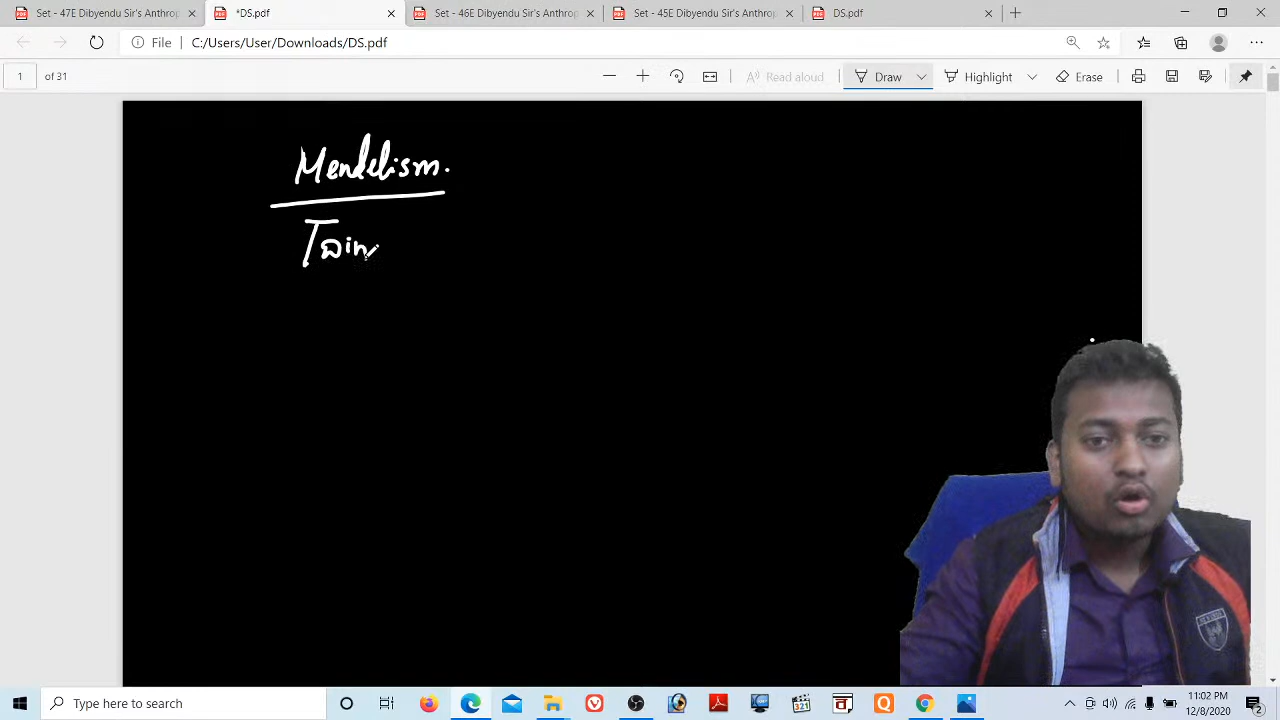 Set - 47E Dibyendu Sir's Anthrop
*DS.pdf
Set - 46E Dibyendu Sir's Anthrop
Set - 45E Dibyendu Sir's Anthrop
DS.pdf
File
C:/Users/User/Downloads/DS.pdf
1 of 31
Read aloud
Draw
Highlight
Erase
Mendelism.
Type here to search
321
11:02 PM
12/8/2020
2